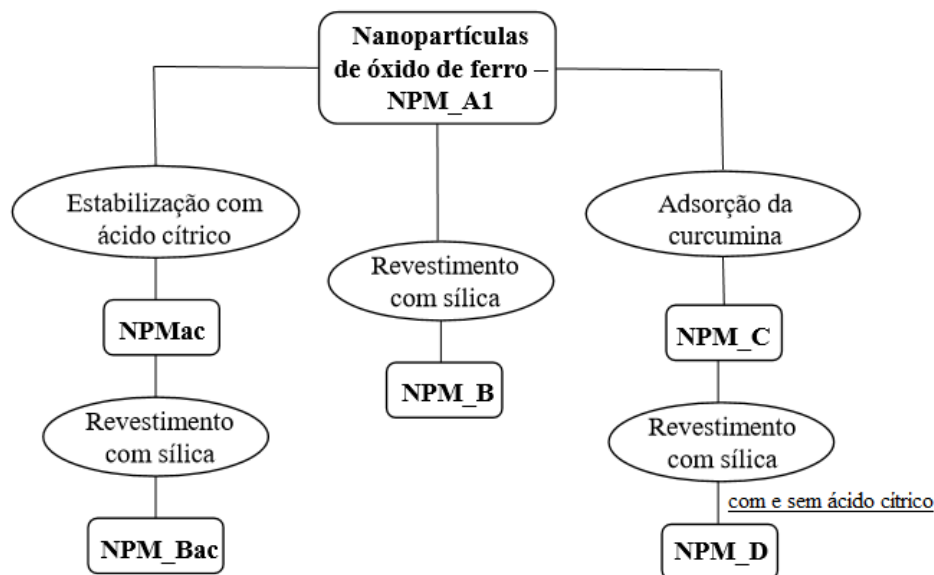 Nanopartículas
de óxido de ferro –
NPM_A1
Estabilização com
ácido cítrico
NPMac
Revestimento
com sílica
NPM_Bac
Revestimento
com sílica
NPM_B
Adsorção da
curcumina
NPM_C
Revestimento
com sílica
com e sem ácido cítrico
NPM_D